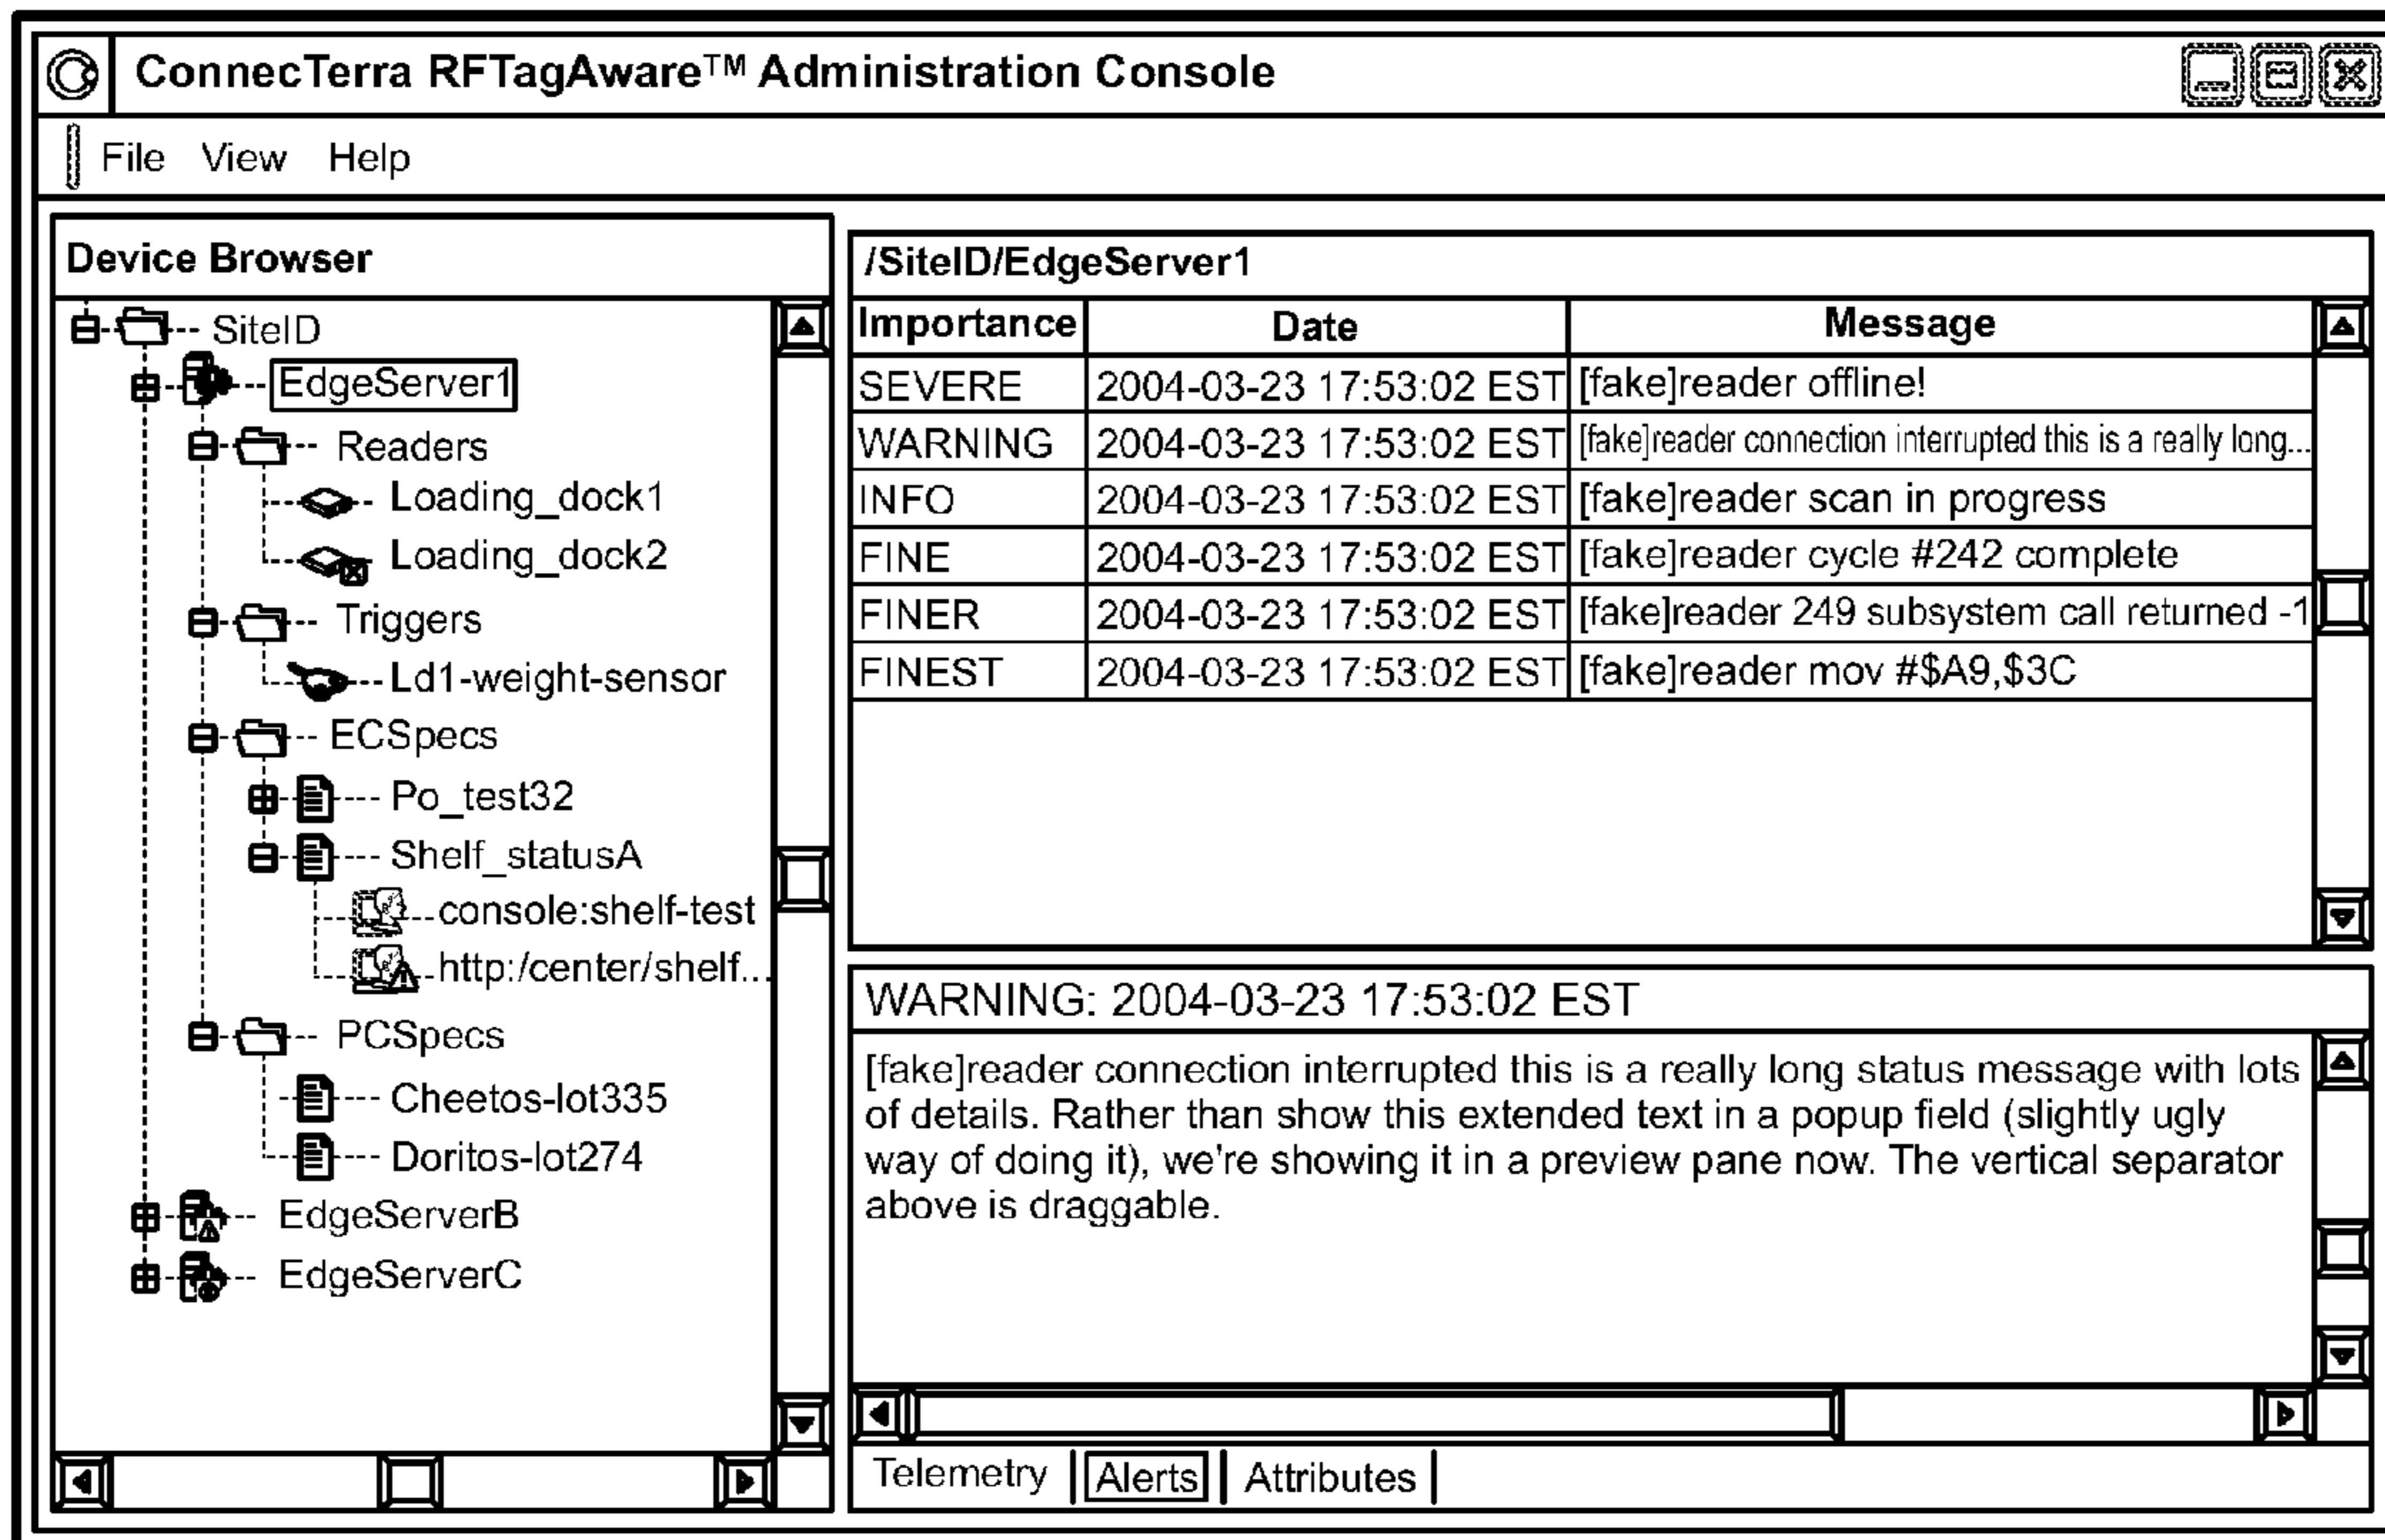 ConnecTerra RFTagAware™ Administration Console
File View Help
Device Browser
SiteID
EdgeServer1
Readers
Loading_dock1
Loading_dock2
Triggers
Ld1-weight-sensor
ECSpecs
Po_test32
Shelf_statusA
console:shelf-test
http:/center/shelf...
PCSpecs
Cheetos-lot335
Doritos-lot274
EdgeServerB
EdgeServerC
/SiteID/EdgeServer1
Importance Date Message
SEVERE 2004-03-23 17:53:02 EST [fake]reader offline!
WARNING 2004-03-23 17:53:02 EST [fake]reader connection interrupted this is a really long...
INFO 2004-03-23 17:53:02 EST [fake]reader scan in progress
FINE 2004-03-23 17:53:02 EST [fake]reader cycle #242 complete
FINER 2004-03-23 17:53:02 EST [fake]reader 249 subsystem call returned -1
FINEST 2004-03-23 17:53:02 EST [fake]reader mov #$A9,$3C
WARNING: 2004-03-23 17:53:02 EST
[fake]reader connection interrupted this is a really long status message with lots
of details. Rather than show this extended text in a popup field (slightly ugly
way of doing it), we're showing it in a preview pane now. The vertical separator
above is draggable.
Telemetry Alerts Attributes